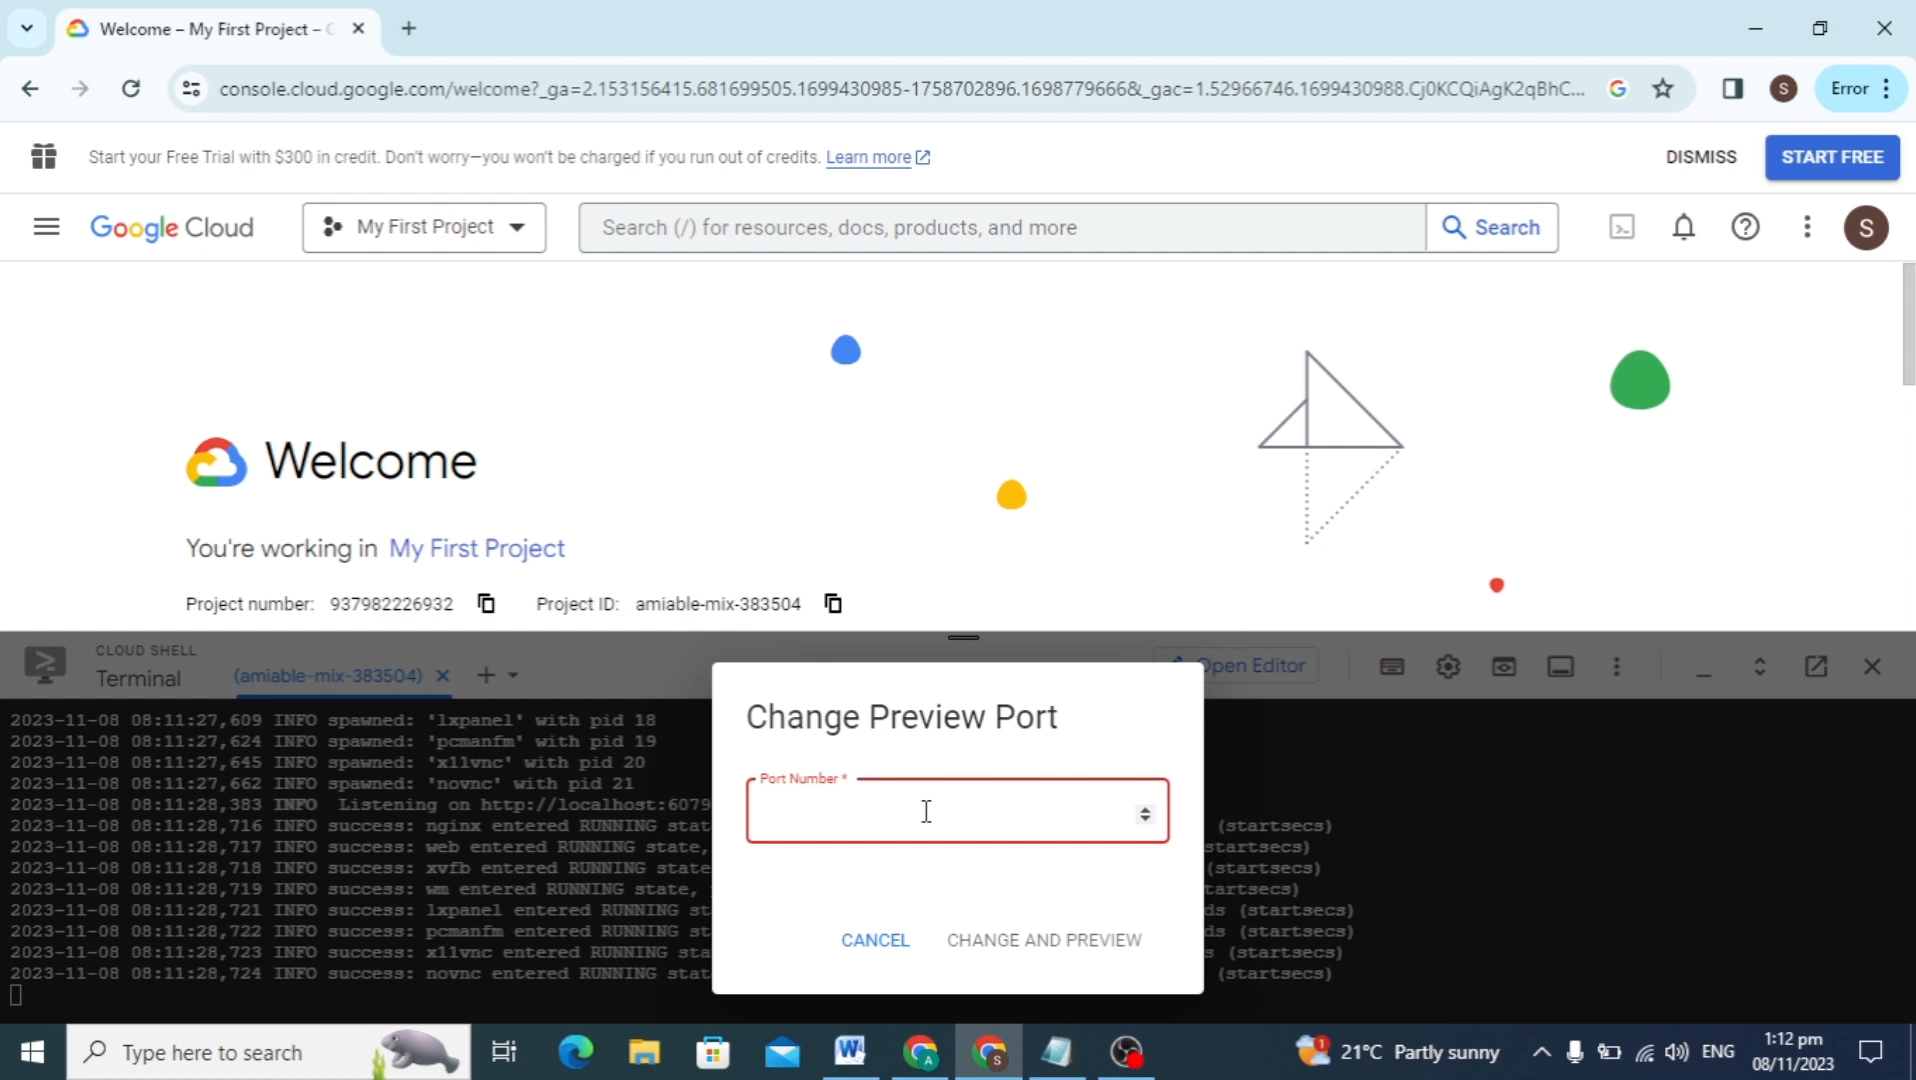 Welcome – My First Project –
console.cloud.google.com/welcome?_ga=2.153156415.681699505.1699430985-1758702896.1698779666&_gac=1.52966746.1699430988.Cj0KCQiAgK2qBhC...
S
Error
Start your Free Trial with $300 in credit. Don't worry—you won't be charged if you run out of credits. Learn more
DISMISS
START FREE
Google Cloud
My First Project
Search (/) for resources, docs, products, and more
Search
S
Welcome
You're working in My First Project
Project number: 937982226932
Project ID: amiable-mix-383504
CLOUD SHELL
Terminal
(amiable-mix-383504)
Open Editor
2023-11-08 08:11:27,609 INFO spawned: 'lxpanel' with pid 18
2023-11-08 08:11:27,624 INFO spawned: 'pcmanfm' with pid 19
2023-11-08 08:11:27,645 INFO spawned: 'x11vnc' with pid 20
2023-11-08 08:11:27,662 INFO spawned: 'novnc' with pid 21
2023-11-08 08:11:28,383 INFO Listening on http://localhost:6079
2023-11-08 08:11:28,716 INFO success: nginx entered RUNNING stat (startsecs)
2023-11-08 08:11:28,717 INFO success: web entered RUNNING state, startsecs)
2023-11-08 08:11:28,718 INFO success: xvfb entered RUNNING state (startsecs)
2023-11-08 08:11:28,719 INFO success: wm entered RUNNING state, tartsecs)
2023-11-08 08:11:28,721 INFO success: lxpanel entered RUNNING st ds (startsecs)
2023-11-08 08:11:28,722 INFO success: pcmanfm entered RUNNING st ds (startsecs)
2023-11-08 08:11:28,723 INFO success: x11vnc entered RUNNING sta s (startsecs)
2023-11-08 08:11:28,724 INFO success: novnc entered RUNNING stat (startsecs)
Change Preview Port
Port Number *
CANCEL
CHANGE AND PREVIEW
Type here to search
21°C Partly sunny
ENG
1:12 pm
08/11/2023